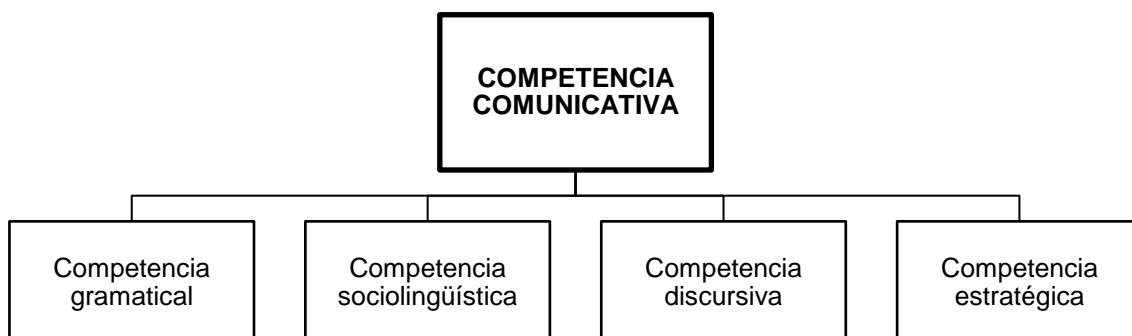 COMPETENCIA
COMUNICATIVA
Competencia
gramatical
Competencia
sociolingüística
Competencia
discursiva
Competencia
estratégica